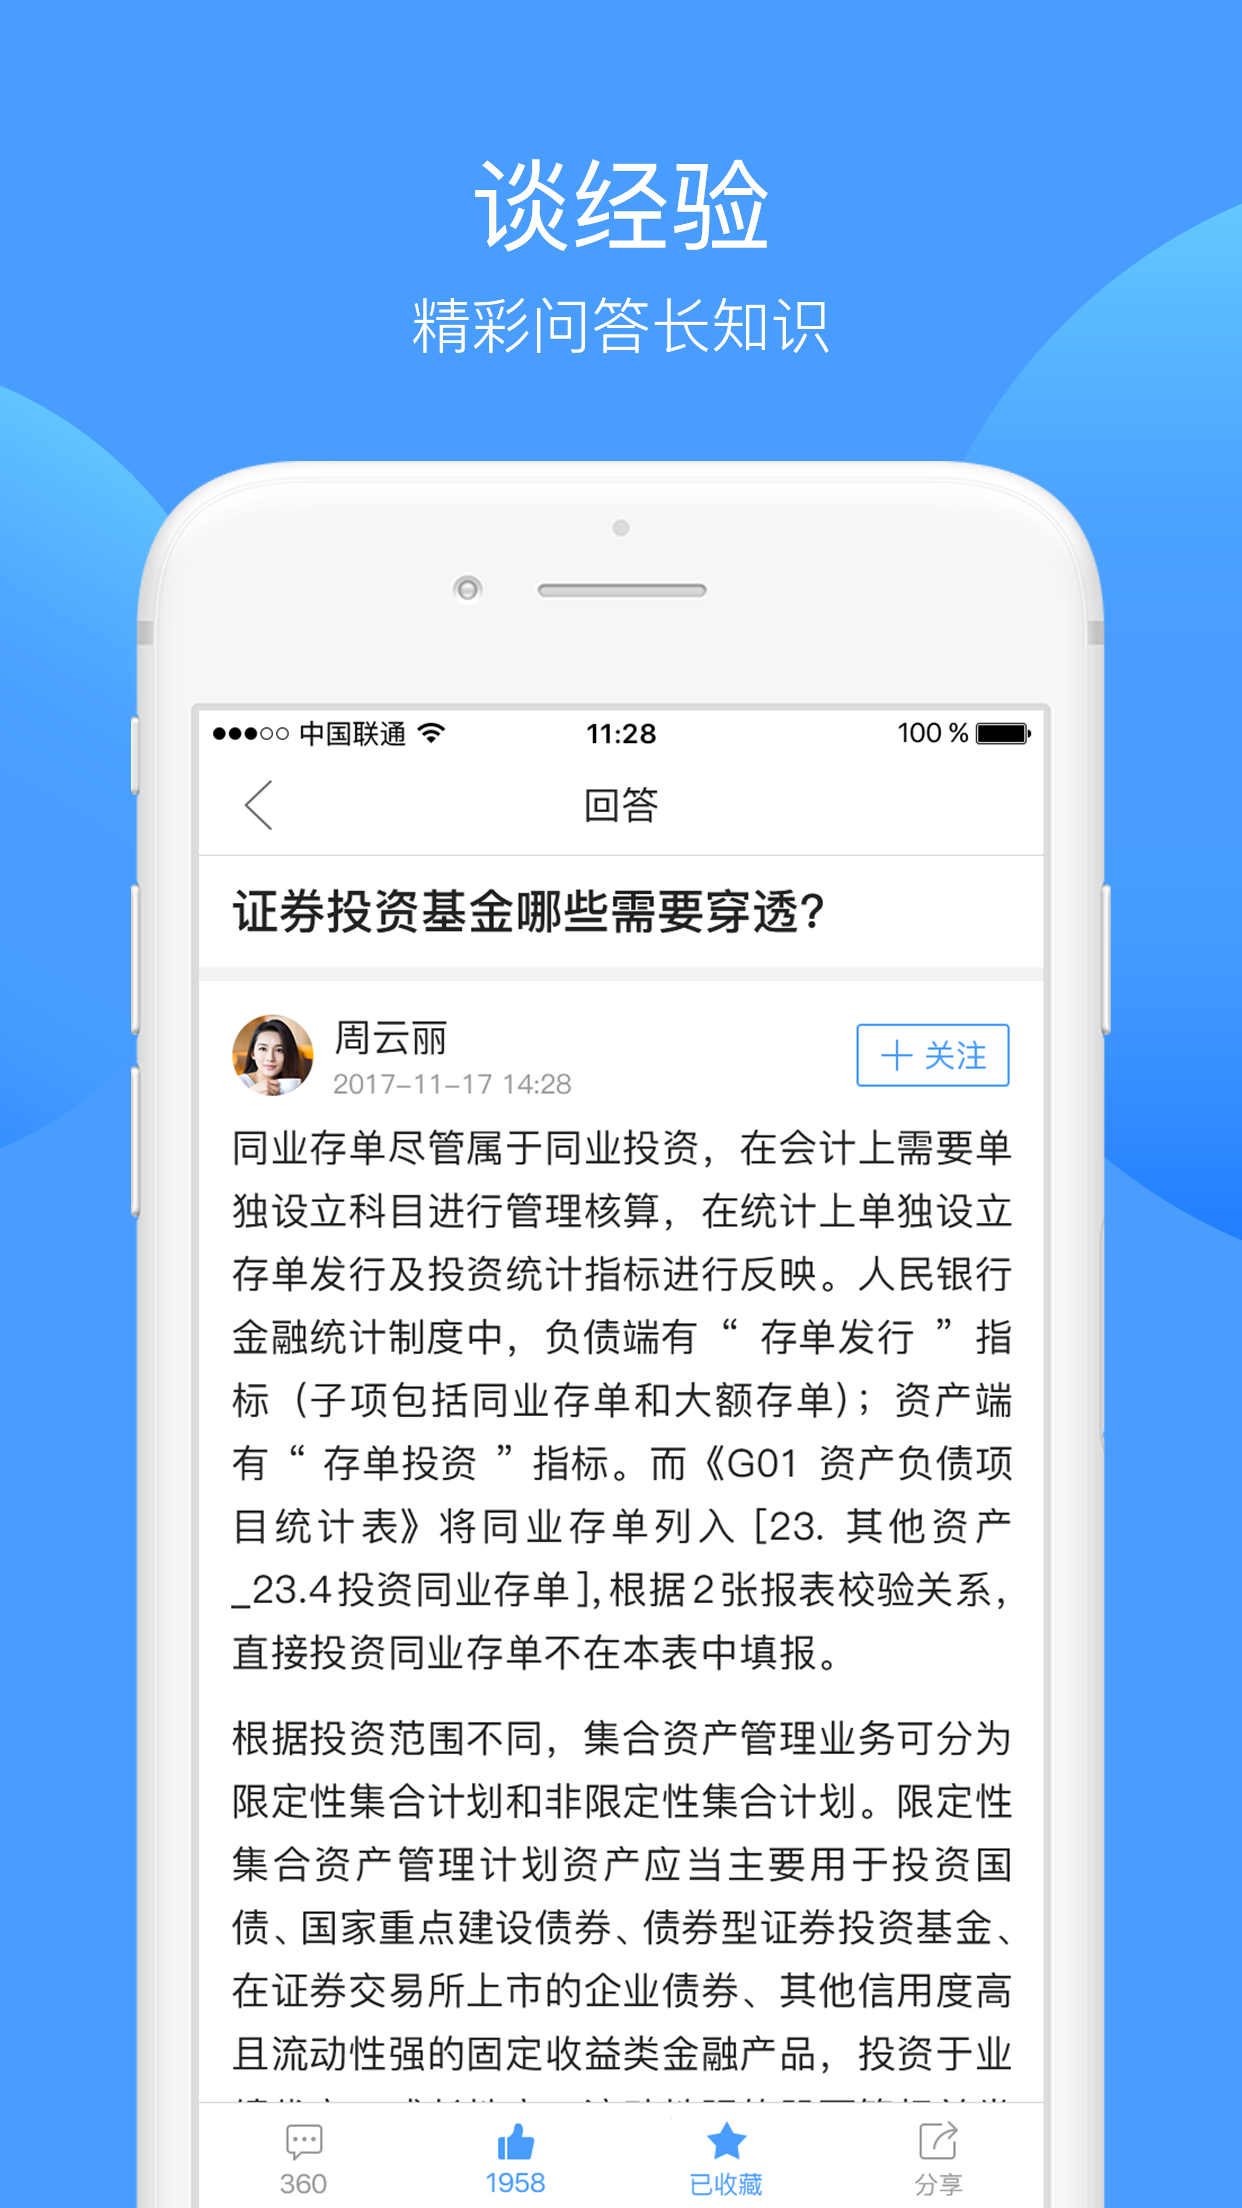 谈经验
精彩问答长知识
中国联通 11:28 100 %
回答
证券投资基金哪些需要穿透?
周云丽
2017-11-17 14:28
关注
同业存单尽管属于同业投资，在会计上需要单
独设立科目进行管理核算，在统计上单独设立
存单发行及投资统计指标进行反映。人民银行
金融统计制度中，负债端有 “ 存单发行 ” 指
标（子项包括同业存单和大额存单）；资产端
有 “ 存单投资 ” 指标。而《G01 资产负债项
目统计表》将同业存单列入 [23. 其他资产
_23.4投资同业存单],根据2张报表校验关系，
直接投资同业存单不在本表中填报。
根据投资范围不同，集合资产管理业务可分为
限定性集合计划和非限定性集合计划。限定性
集合资产管理计划资产应当主要用于投资国
债、国家重点建设债券、债券型证券投资基金、
在证券交易所上市的企业债券、其他信用度高
且流动性强的固定收益类金融产品，投资于业
360 1958 已收藏 分享